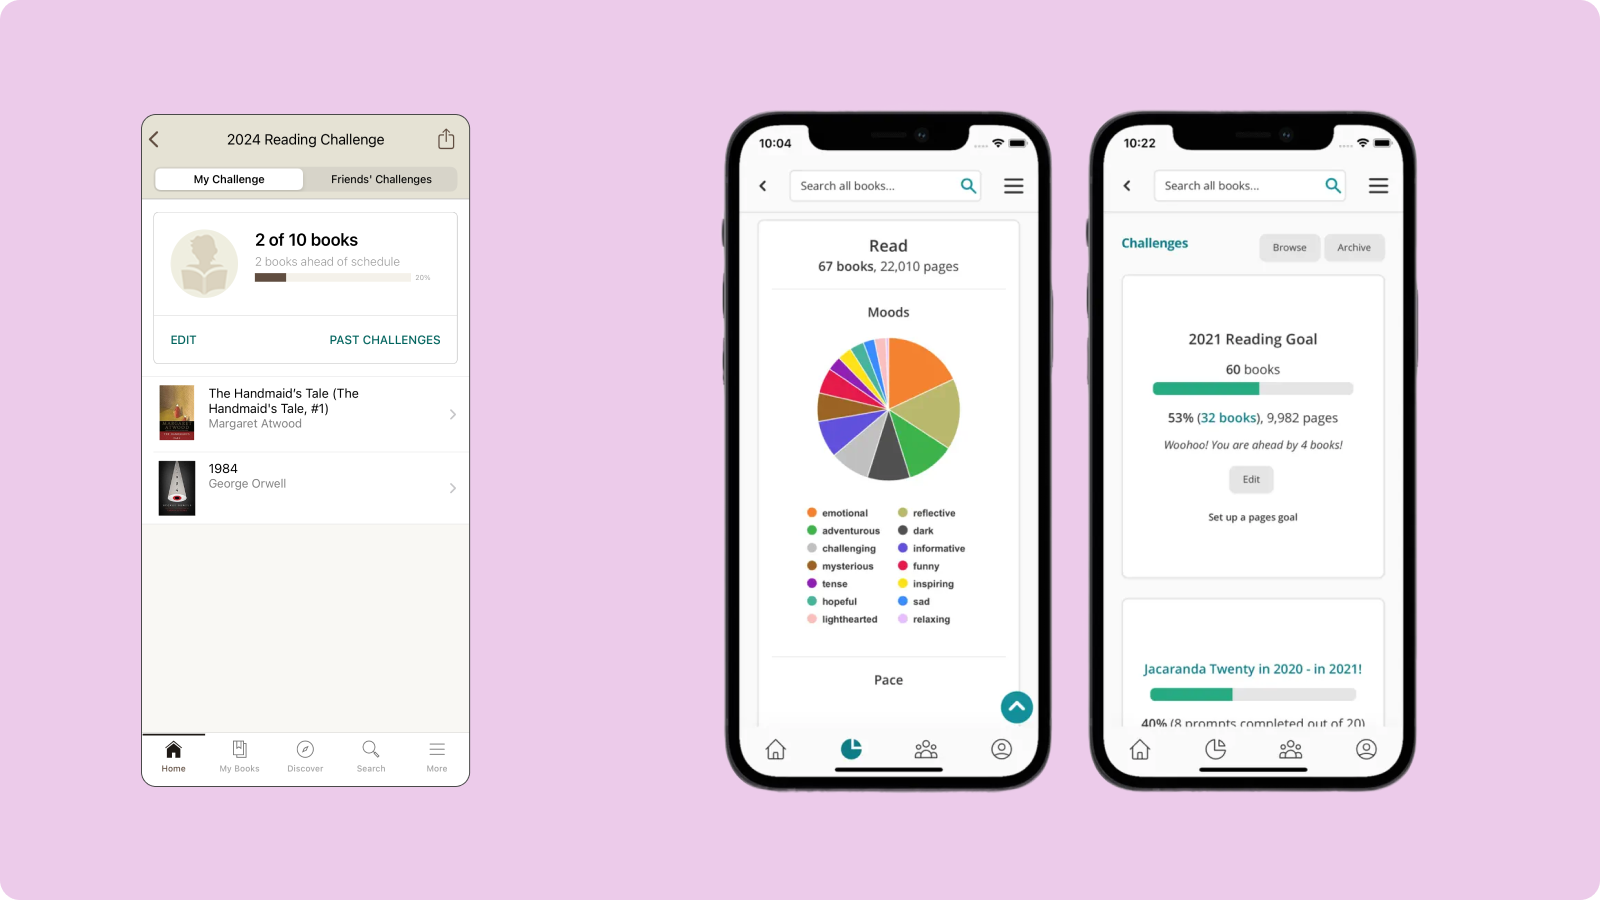 2024 Reading Challenge
My Challenge
Friends' Challenges
2 of 10 books
2 books ahead of schedule
20%
EDIT
PAST CHALLENGES
The Handmaid's Tale (The
Handmaid's Tale, #1)
Margaret Atwood
MARGARET
ATWOOD
1984
George Orwell
Home
My Books
Discover
Search
More
10:04
Search all books...
Read
67 books, 22,010 pages
Moods
emotional
reflective
adventurous
dark
challenging
informative
mysterious
funny
tense
inspiring
hopeful
sad
lighthearted
relaxing
Pace
10:22
Search all books...
Challenges
Browse
Archive
2021 Reading Goal
60 books
53% (32 books), 9,982 pages
Woohoo! You are ahead by 4 books!
Edit
Set up a pages goal
Jacaranda Twenty in 2020 - in 2021!
40% (8 prompts completed out of 20)